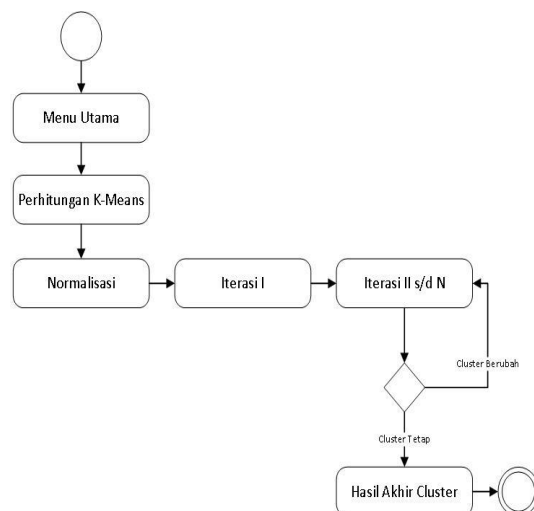 Menu Utama
Perhitungan K-Means
Normalisasi
Iterasi I
Iterasi II s/d N
Cluster Berubah
Cluster Tetap
Hasil Akhir Cluster